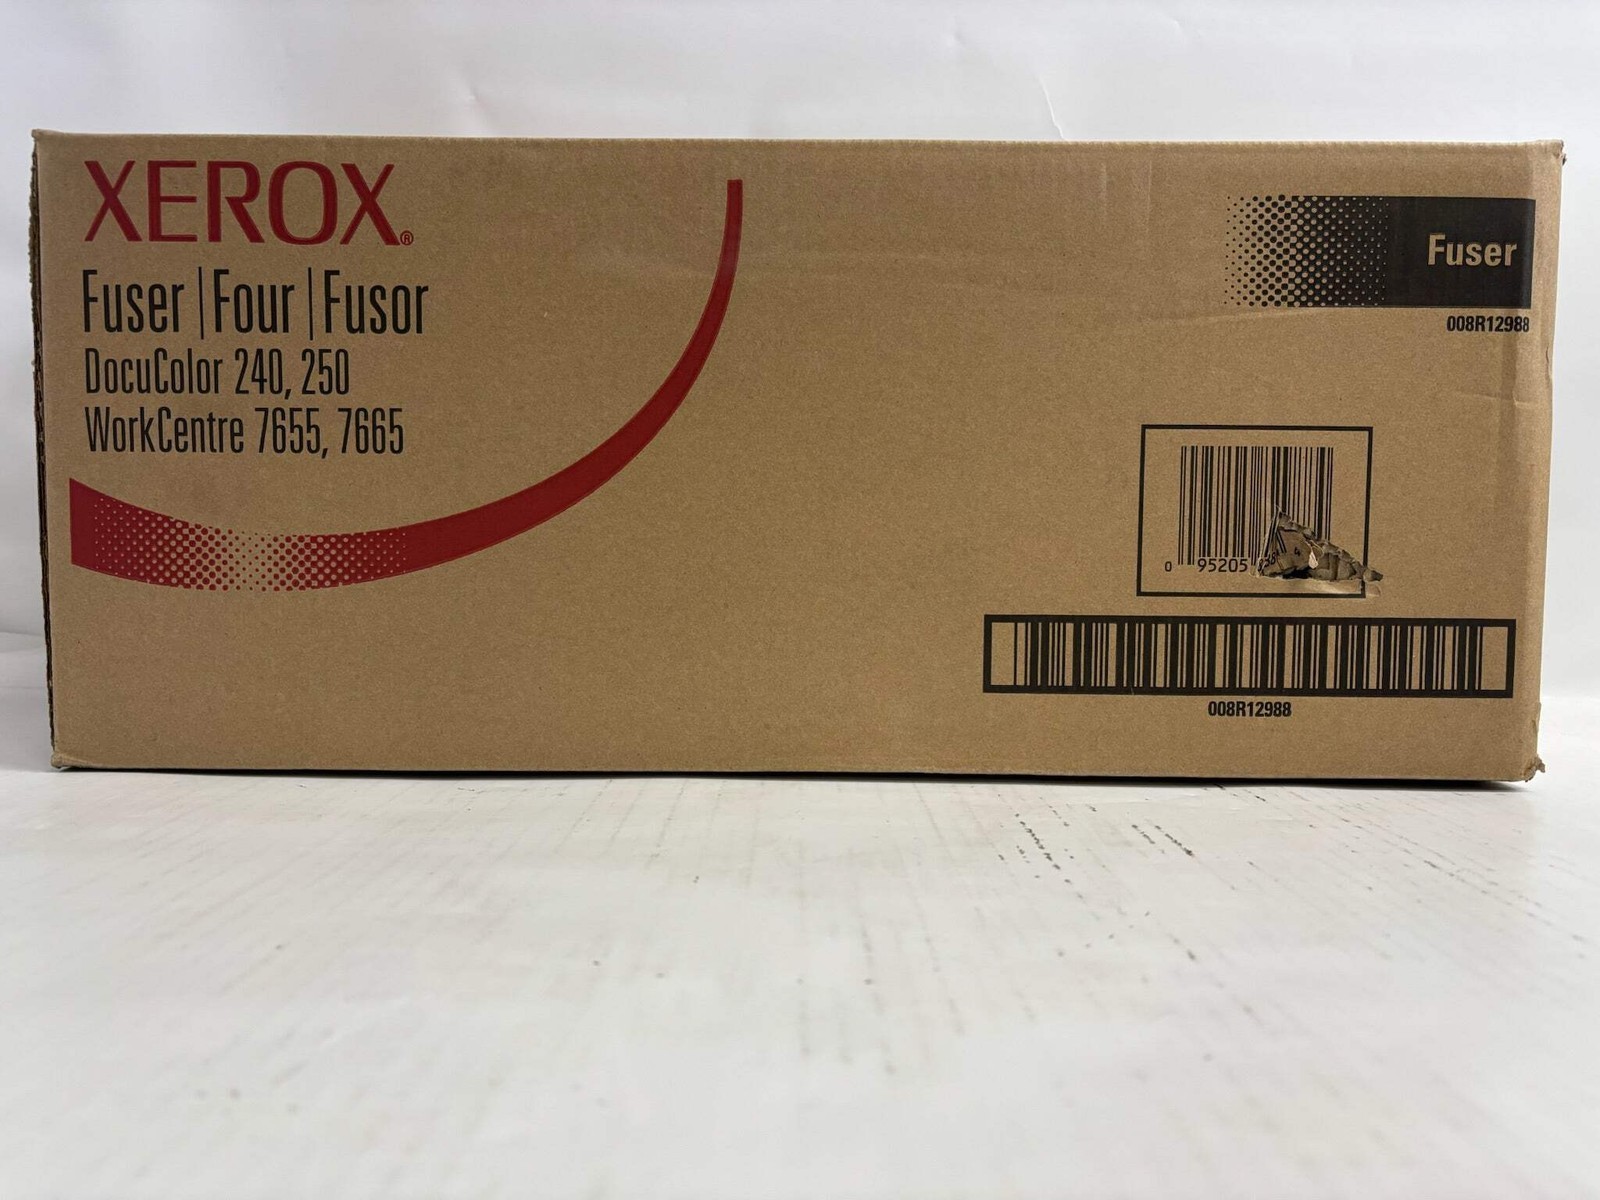 XEROX®
Fuser | Four | Fusor
DocuColor 240, 250
WorkCentre 7655, 7665
Fuser
008R12988
0 95205
008R12988